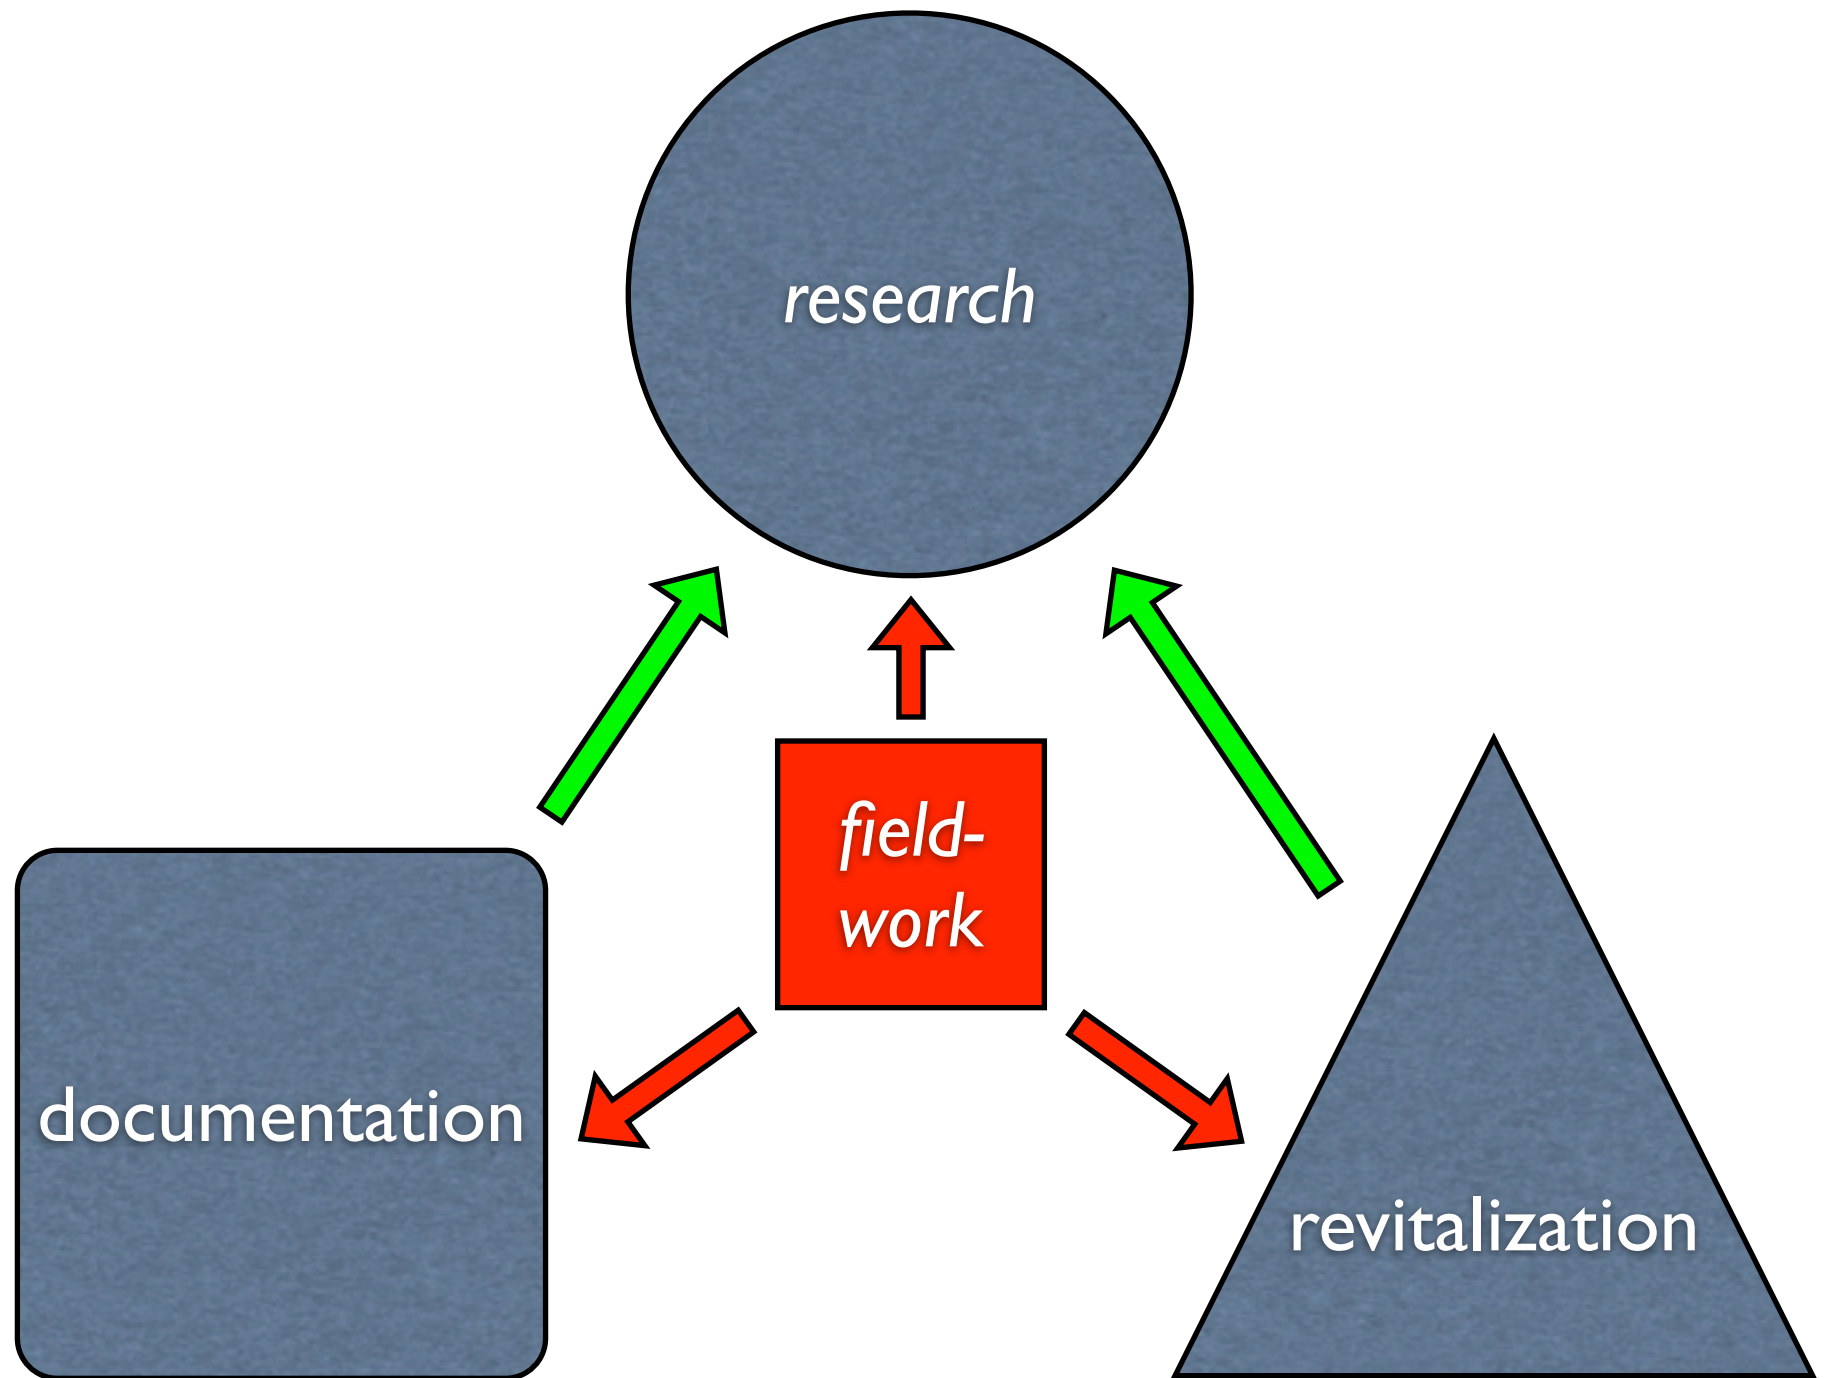 research
field-
work
documentation
revitalization